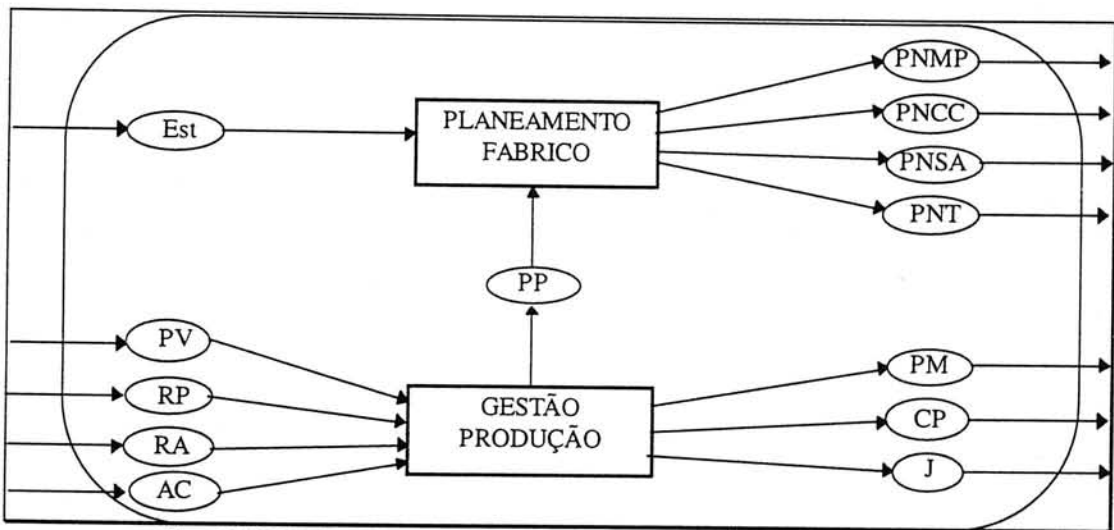 PNMP
PLANEAMENTO
FABRICO
Est
PNCC
PNSA
PNT
PP
PV
RP
RA
AC
GESTÃO
PRODUÇÃO
PM
CP
J